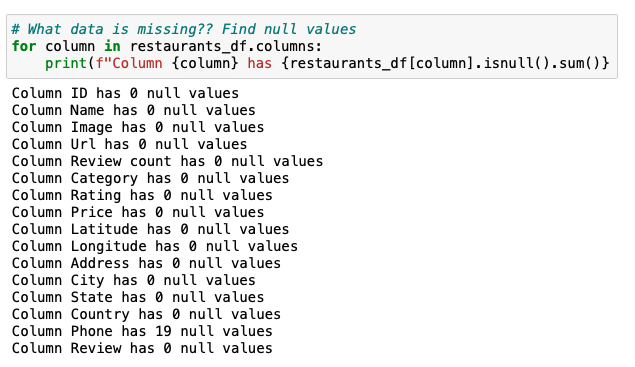 # What data is missing?? Find null values
for column in restaurants_df.columns:
    print(f"Column {column} has {restaurants_df[column].isnull().sum()}
Column ID has 0 null values
Column Name has 0 null values
Column Image has 0 null values
Column Url has 0 null values
Column Review count has 0 null values
Column Category has 0 null values
Column Rating has 0 null values
Column Price has 0 null values
Column Latitude has 0 null values
Column Longitude has 0 null values
Column Address has 0 null values
Column City has 0 null values
Column State has 0 null values
Column Country has 0 null values
Column Phone has 19 null values
Column Review has 0 null values